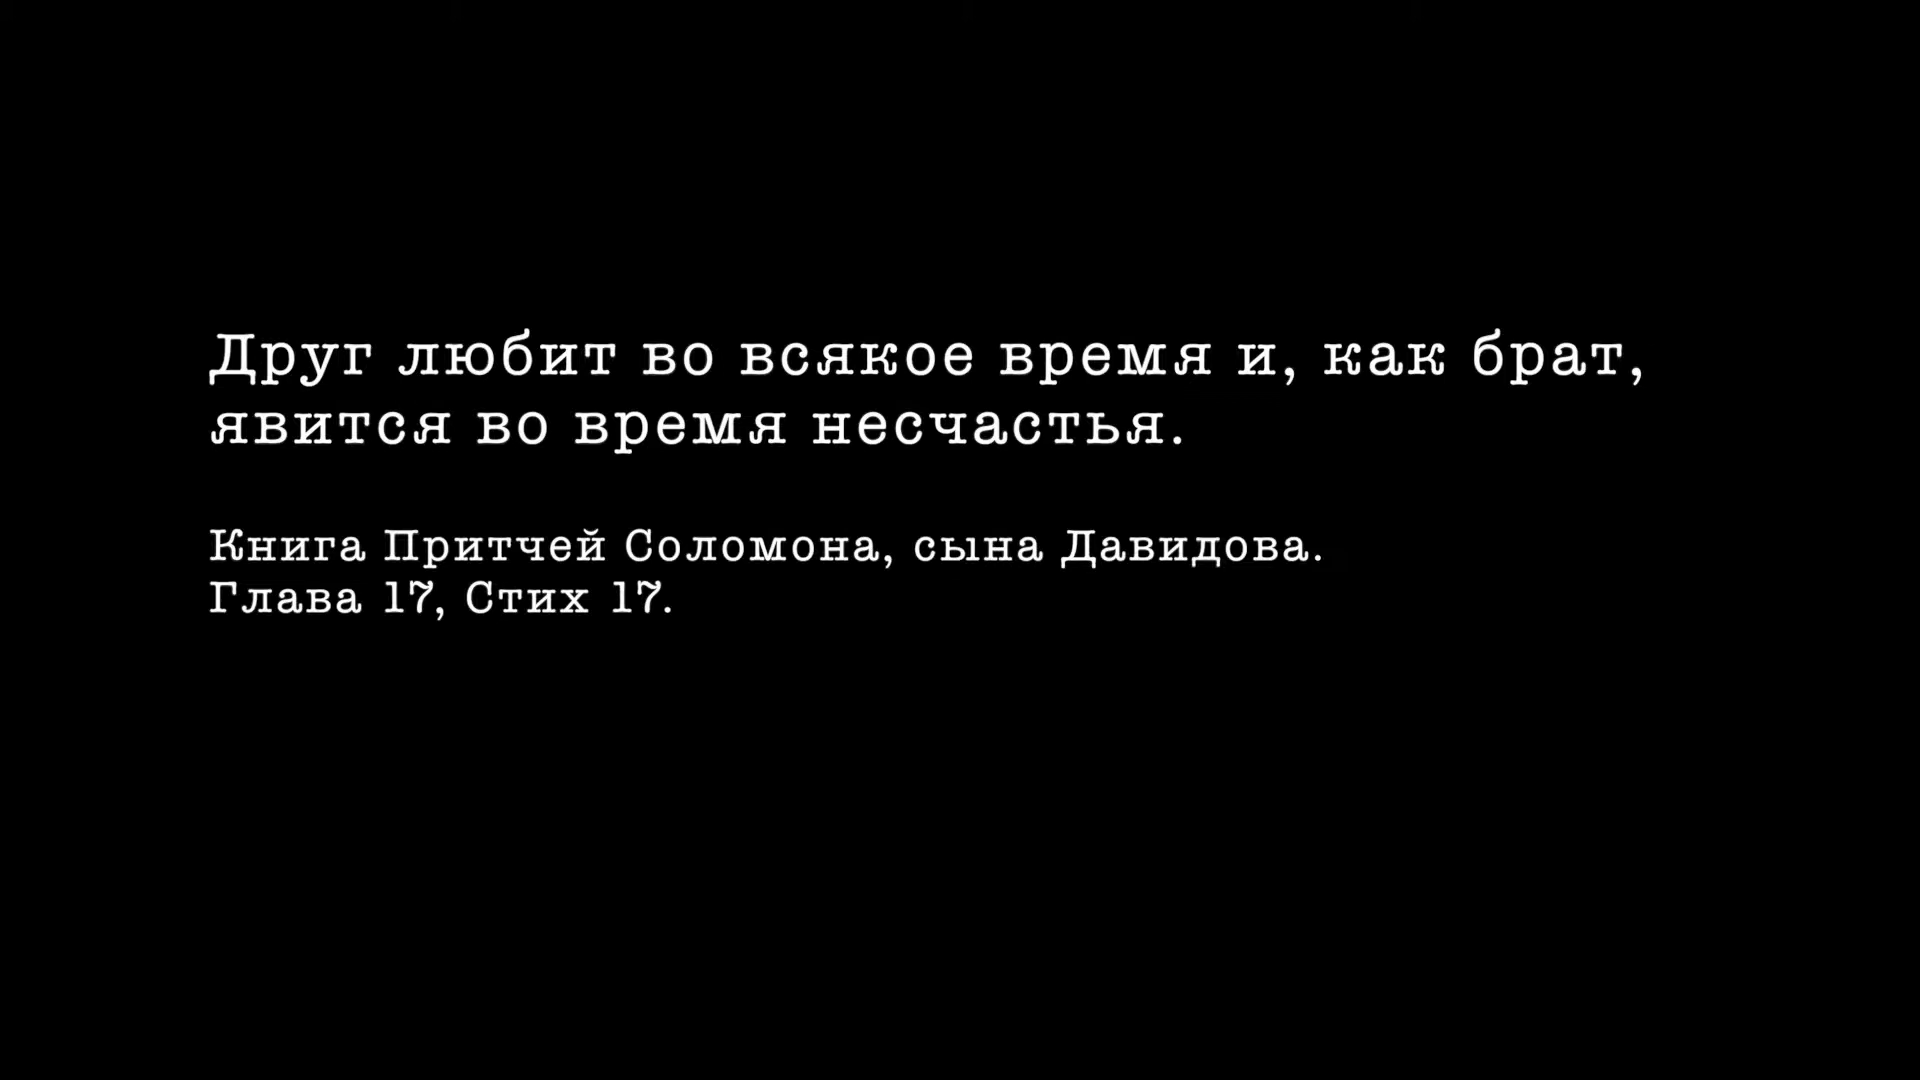 Друг любит во всякое время и, как брат,
явится во время несчастья.
Книга Притчей Соломона, сына Давидова.
Глава 17, Стих 17.